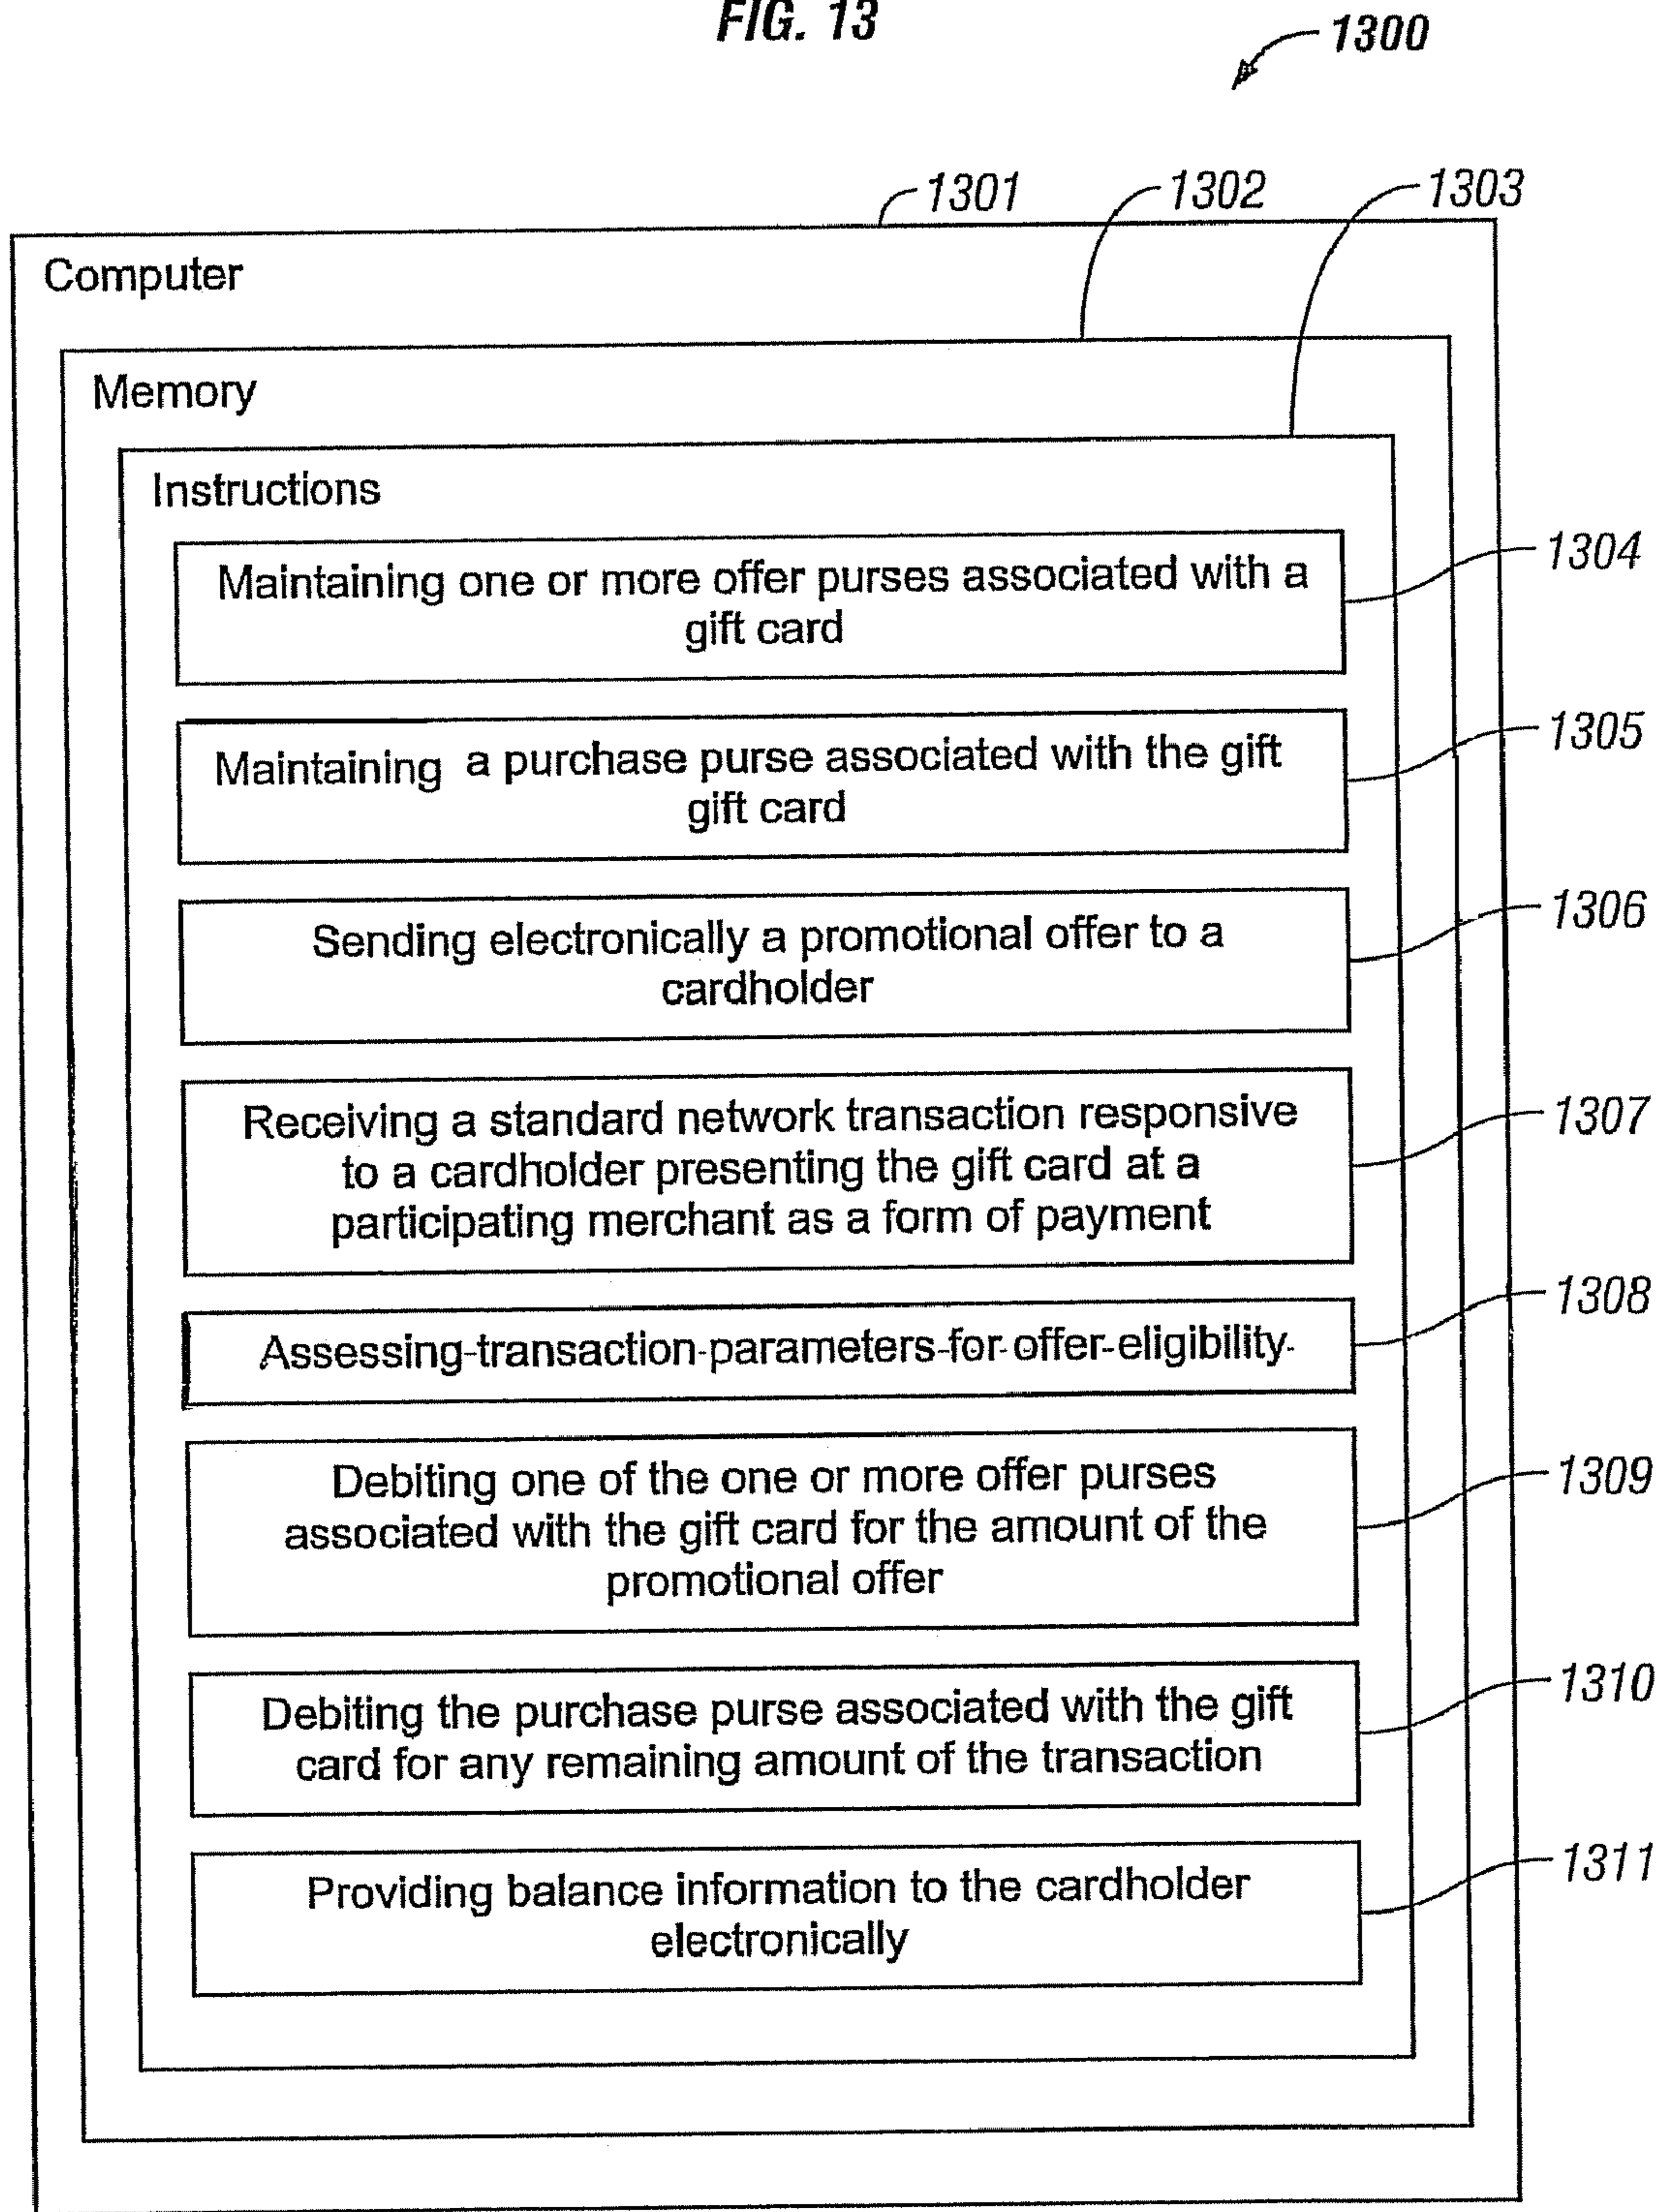 FIG. 13
1300
1301
1302
1303
Computer
Memory
Instructions
Maintaining one or more offer purses associated with a
gift card
1304
Maintaining a purchase purse associated with the gift
gift card
1305
Sending electronically a promotional offer to a
cardholder
1306
Receiving a standard network transaction responsive
to a cardholder presenting the gift card at a
participating merchant as a form of payment
1307
Assessing-transaction-parameters-for-offer-eligibility-
1308
Debiting one of the one or more offer purses
associated with the gift card for the amount of the
promotional offer
1309
Debiting the purchase purse associated with the gift
card for any remaining amount of the transaction
1310
Providing balance information to the cardholder
electronically
1311